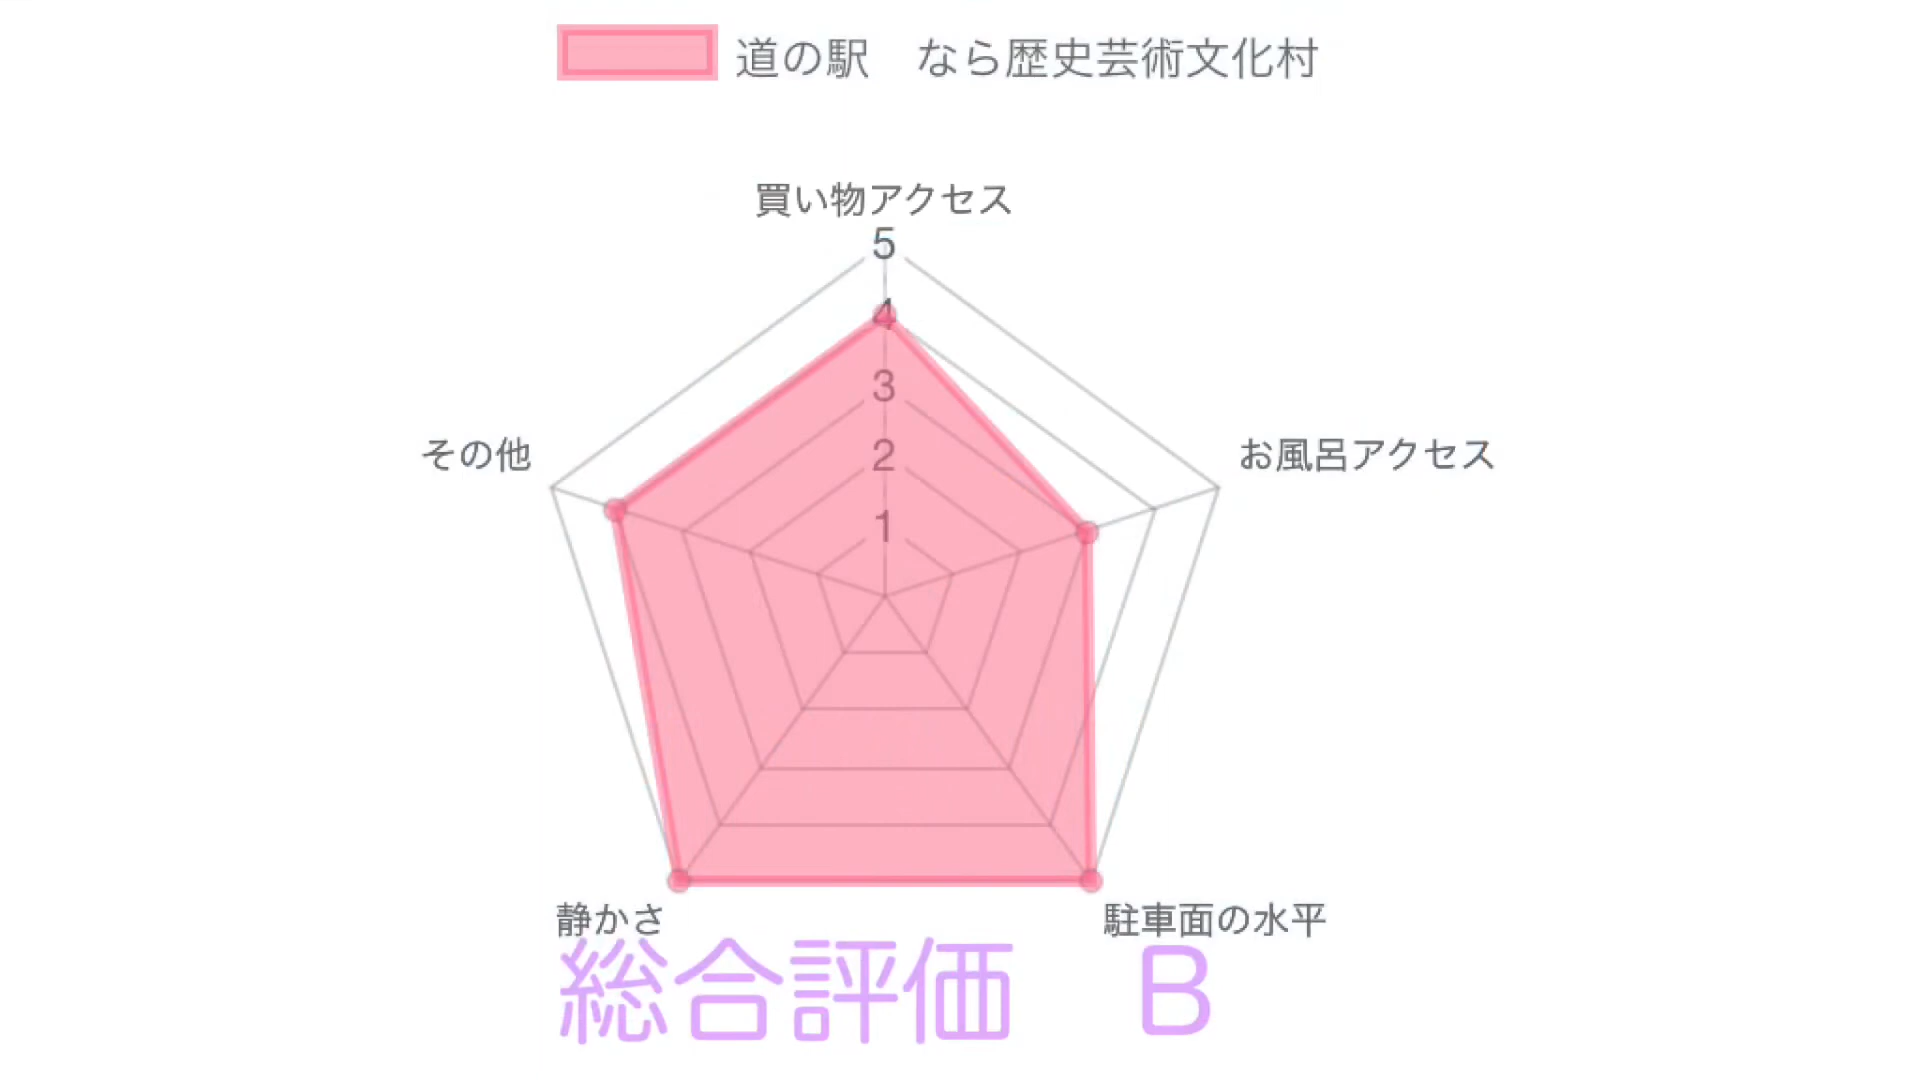 道の駅　なら歴史芸術文化村
買い物アクセス
5
4
3
2
1
その他
お風呂アクセス
静かさ
駐車面の水平
総合評価　B